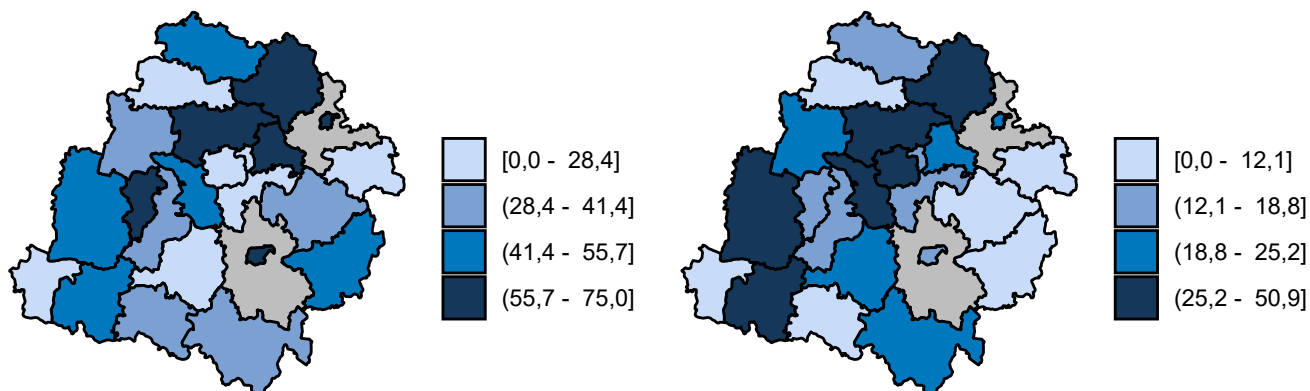 [0,0 - 28,4]
(28,4 - 41,4]
(41,4 - 55,7]
(55,7 - 75,0]
[0,0 - 12,1]
(12,1 - 18,8]
(18,8 - 25,2]
(25,2 - 50,9]